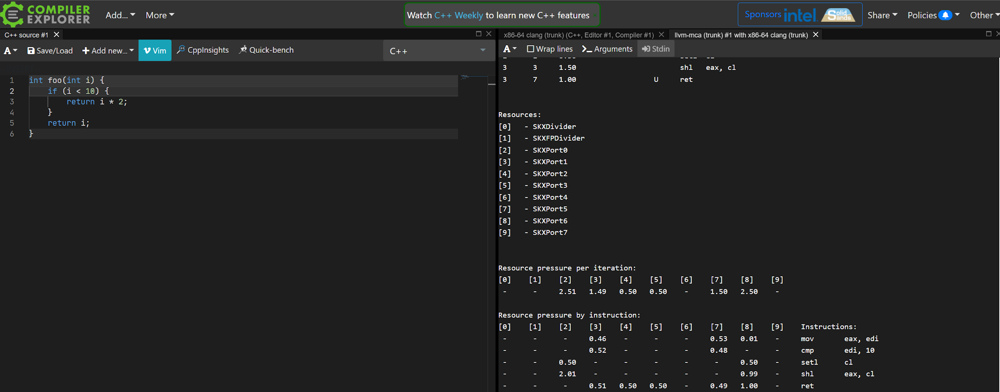 COMPILER EXPLORER Add... More Watch C++ Weekly to learn new C++ features Sponsors intel. Solid Sands Share Policies Other
C++ source #1
A Save/Load Add new... Vim CppInsights Quick-bench C++
1 int foo(int i) {
2 if (i < 10) {
3 return i * 2;
4 }
5 return i;
6 }
x86-64 clang (trunk) (C++, Editor #1, Compiler #1) llvm-mca (trunk) #1 with x86-64 clang (trunk)
A Wrap lines Arguments Stdin
3 3 1.50 shl eax, cl
3 7 1.00 U ret
Resources:
[0] - SKXDivider
[1] - SKXFPDivider
[2] - SKXPort0
[3] - SKXPort1
[4] - SKXPort2
[5] - SKXPort3
[6] - SKXPort4
[7] - SKXPort5
[8] - SKXPort6
[9] - SKXPort7
Resource pressure per iteration:
[0] [1] [2] [3] [4] [5] [6] [7] [8] [9]
- - 2.51 1.49 0.50 0.50 - 1.50 2.50 -
Resource pressure by instruction:
[0] [1] [2] [3] [4] [5] [6] [7] [8] [9] Instructions:
- - - 0.46 - - - 0.53 0.01 - mov eax, edi
- - - 0.52 - - - 0.48 - - cmp edi, 10
- - 0.50 - - - - - 0.50 - setl cl
- - 2.01 - - - - - 0.99 - shl eax, cl
- - - 0.51 0.50 0.50 - 0.49 1.00 - ret